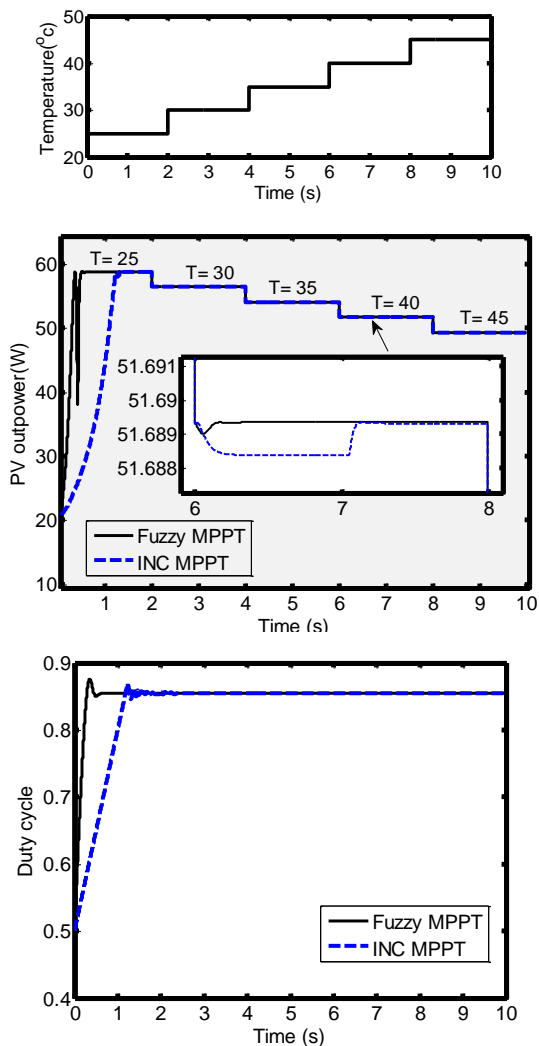 50
40
30
20
Temperature(°c)
0 1 2 3 4 5 6 7 8 9 10
Time (s)
60
50
40
30
20
10
PV outpower(W)
T= 25
T= 30
T= 35
T= 40
T= 45
51.691
51.69
51.689
51.688
6 7 8
Fuzzy MPPT
INC MPPT
0 1 2 3 4 5 6 7 8 9 10
Time (s)
0.9
0.8
0.7
0.6
0.5
0.4
Duty cycle
Fuzzy MPPT
INC MPPT
0 1 2 3 4 5 6 7 8 9 10
Time (s)